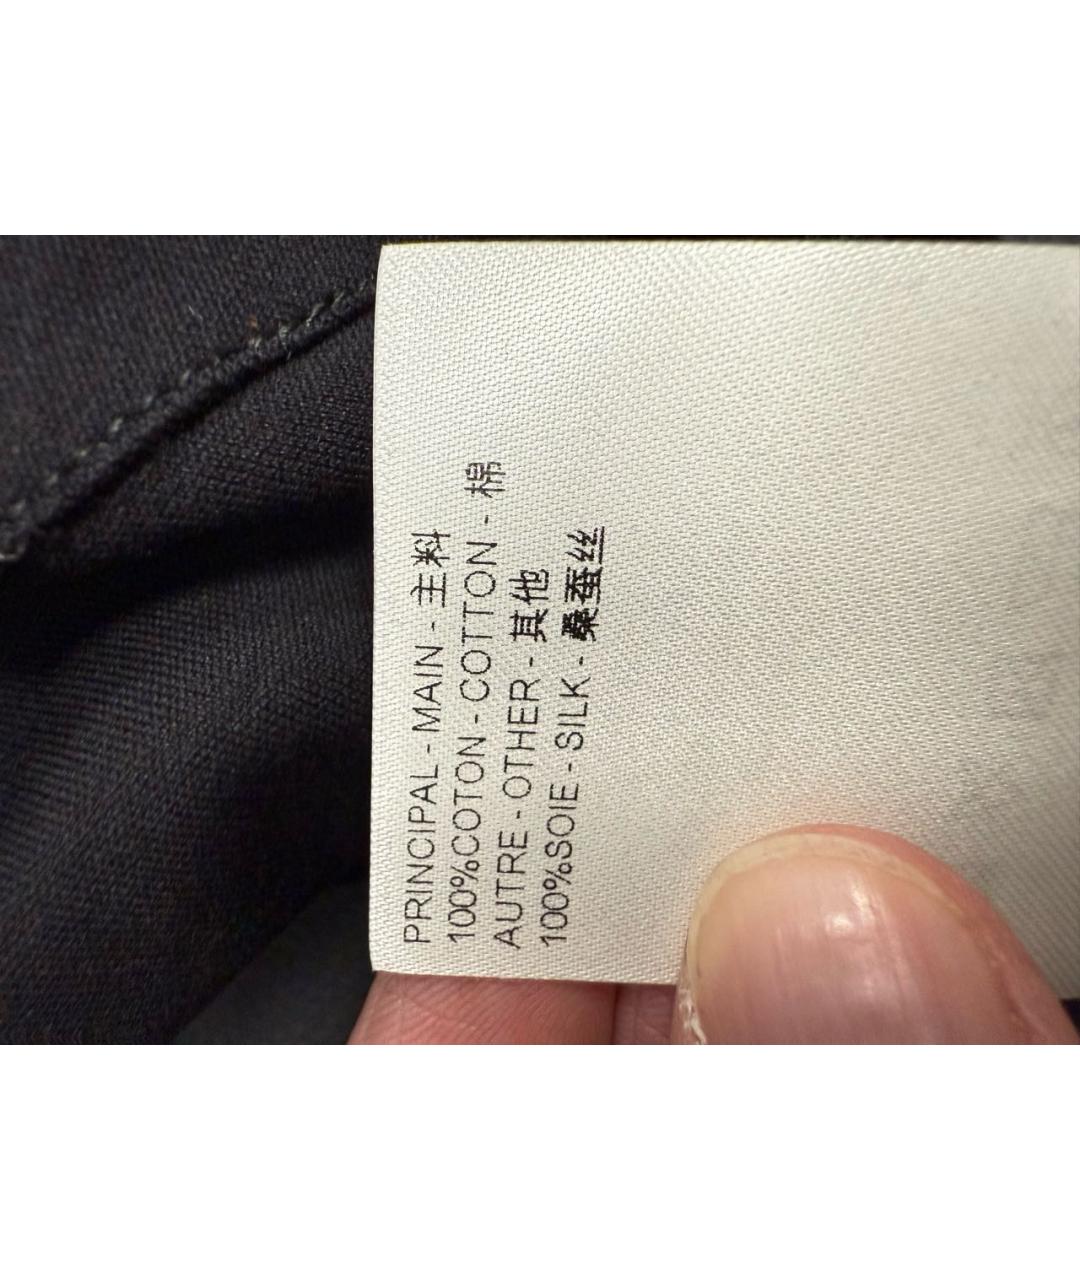 PRINCIPAL - MAIN - 主料
100%COTON - COTTON - 棉
AUTRE - OTHER - 其他
100%SOIE - SILK - 桑蚕丝